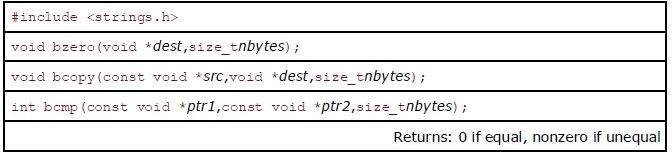 #include <strings.h>
void bzero(void *dest,size_tnbytes);
void bcopy(const void *src,void *dest,size_tnbytes);
int bcmp(const void *ptr1,const void *ptr2,size_tnbytes);
Returns: 0 if equal, nonzero if unequal